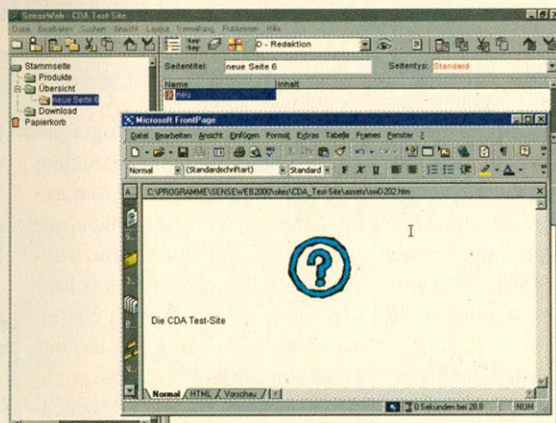 SenseWeb - CDA Test-Site
Datei Bearbeiten Suchen Ansicht Layout Verwaltung Publizieren Hilfe
D - Redaktion
Stammseite
Produkte
Übersicht
neue Seite 6
Download
Papierkorb
Seitentitel: neue Seite 6 Seitentyp: Standard
Name Inhalt
neu
Microsoft FrontPage
Datei Bearbeiten Ansicht Einfügen Format Extras Tabelle Frames Fenster ?
Normal (Standardschriftart) Standard F X U
C:\PROGRAMME\SENSEWEB2000\sites\CDA_Test-Site\assets\swD202.htm
?
Die CDA Test-Site
Normal HTML Vorschau
0 Sekunden bei 28.8 NUM